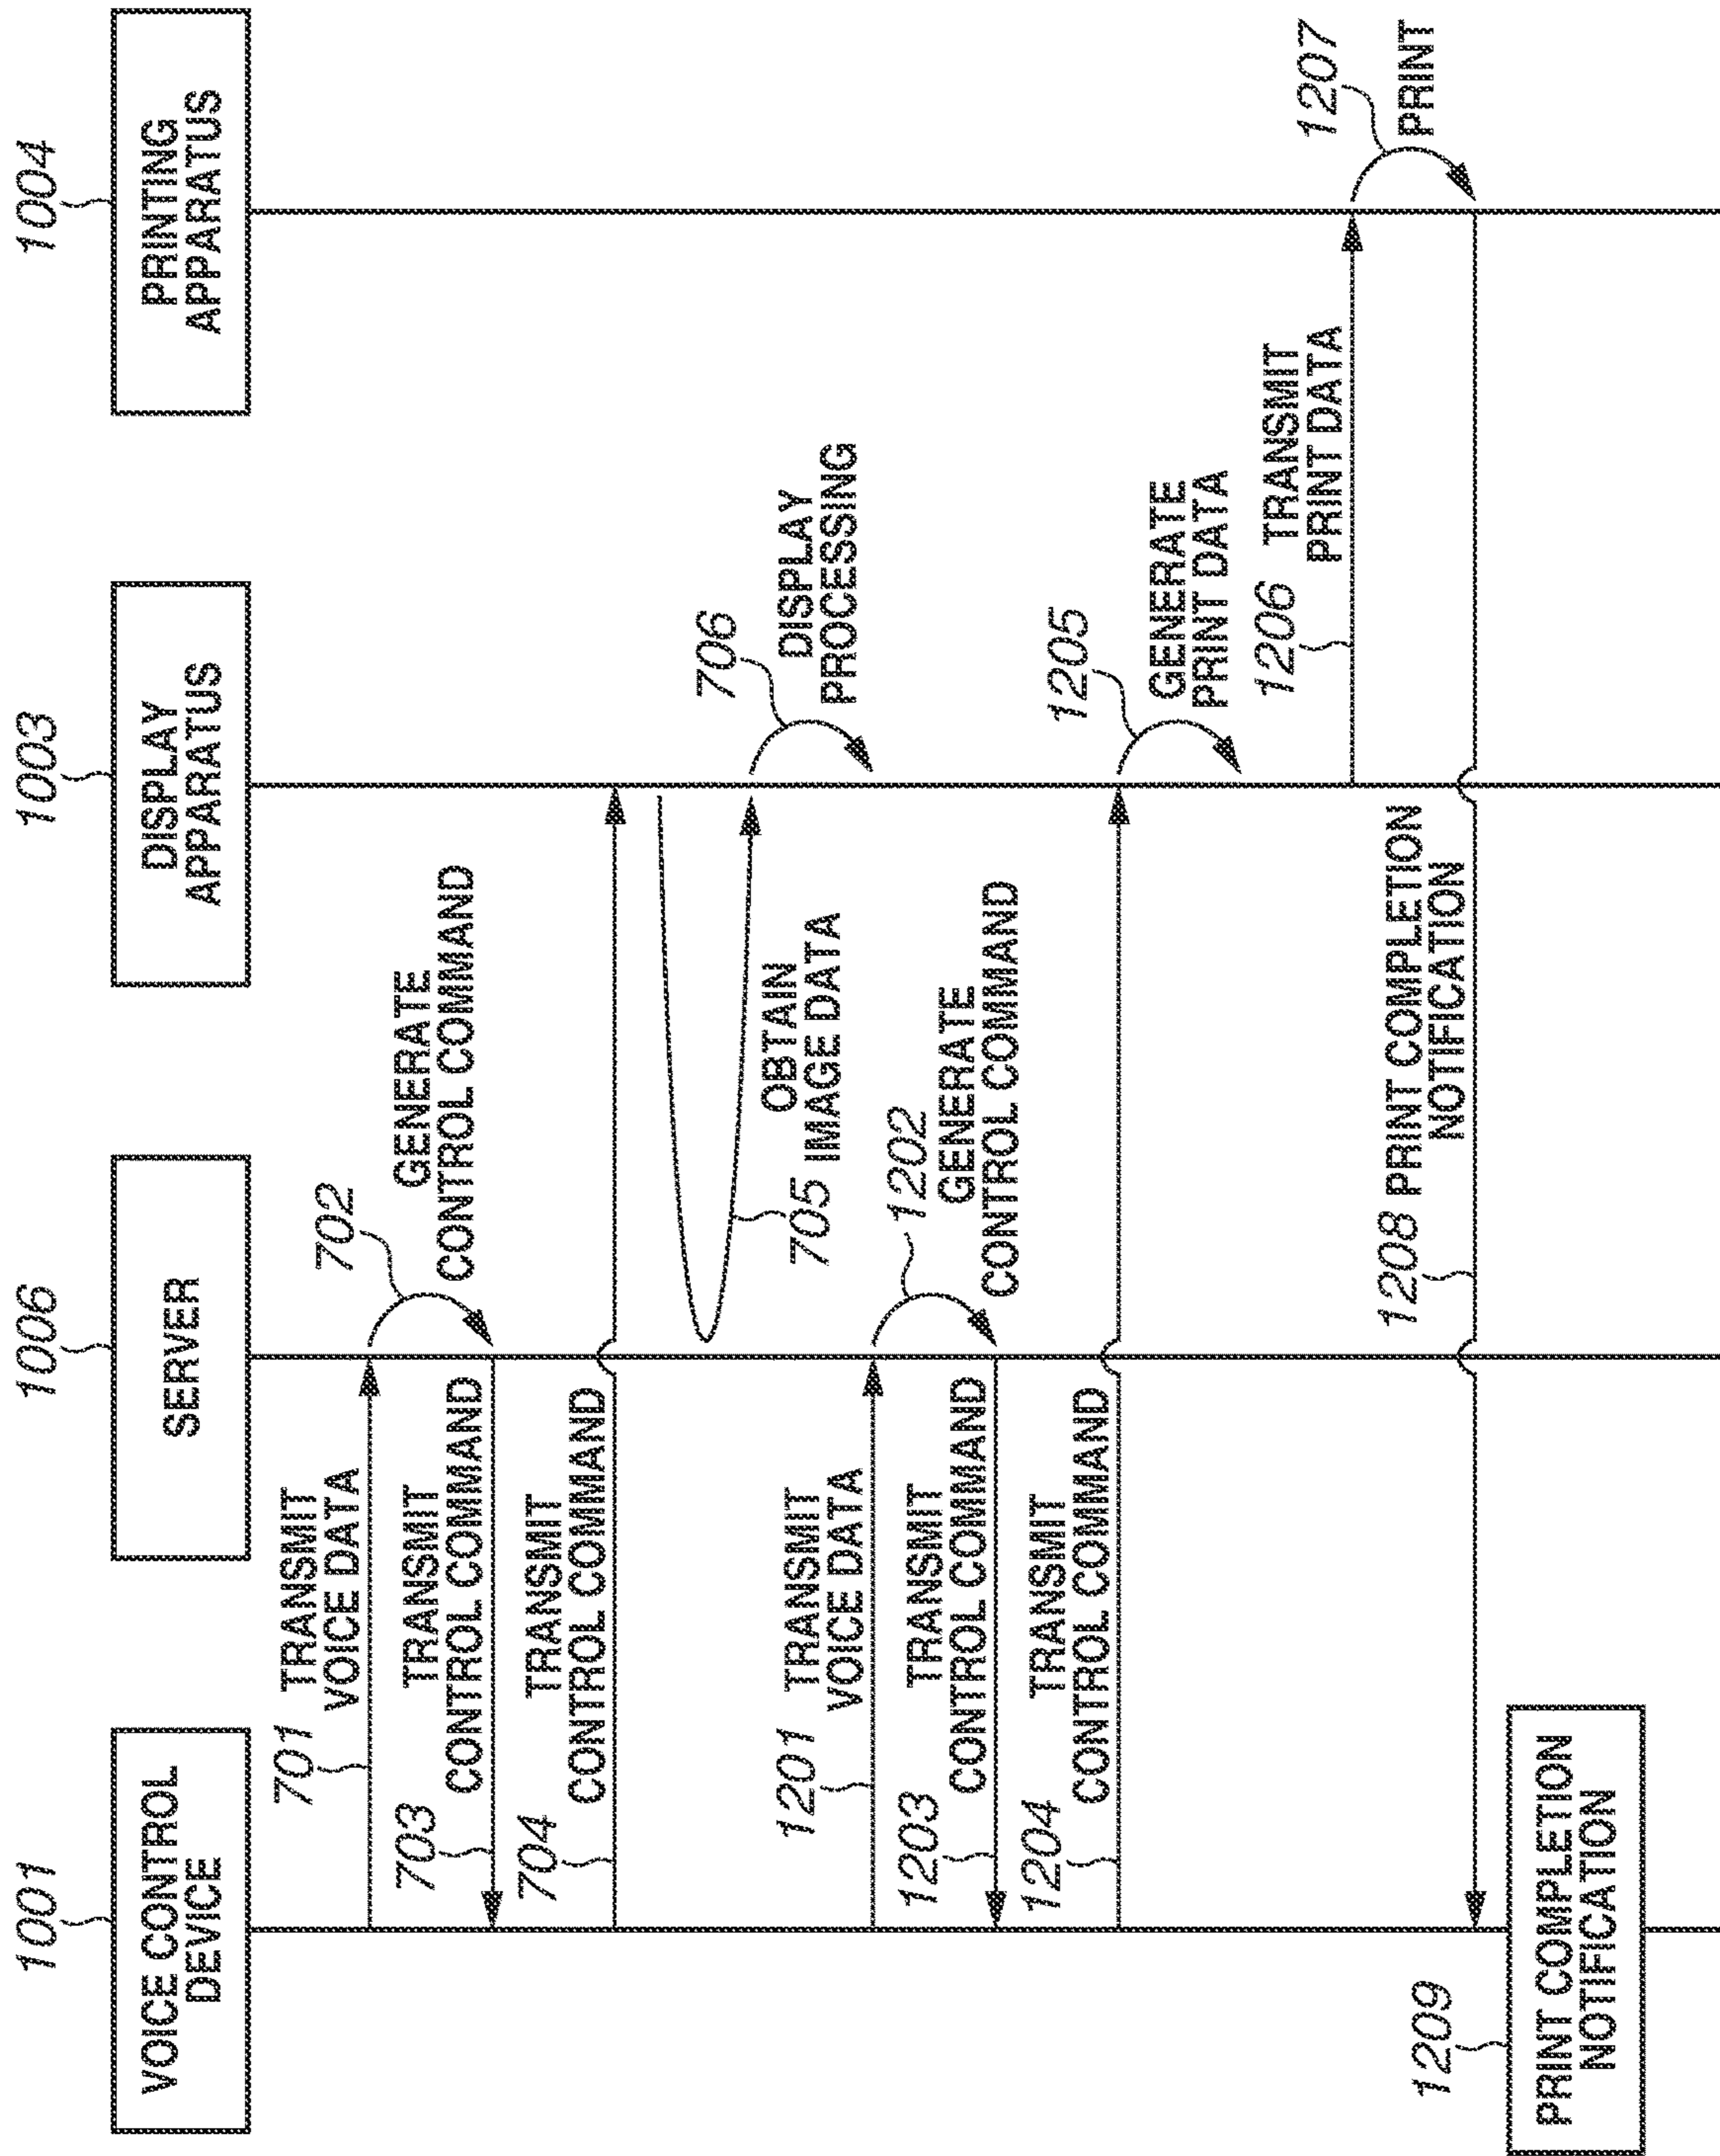 1001
VOICE CONTROL
DEVICE
1006
SERVER
1003
DISPLAY
APPARATUS
1004
PRINTING
APPARATUS
701
TRANSMIT
VOICE DATA
702
GENERATE
CONTROL COMMAND
703
TRANSMIT
CONTROL COMMAND
704
TRANSMIT
CONTROL COMMAND
705
OBTAIN
IMAGE DATA
706
DISPLAY
PROCESSING
1201
TRANSMIT
VOICE DATA
1202
GENERATE
CONTROL COMMAND
1203
TRANSMIT
CONTROL COMMAND
1204
TRANSMIT
CONTROL COMMAND
1205
GENERATE
PRINT DATA
1206
TRANSMIT
PRINT DATA
1207
PRINT
1208 PRINT COMPLETION
NOTIFICATION
1209
PRINT COMPLETION
NOTIFICATION